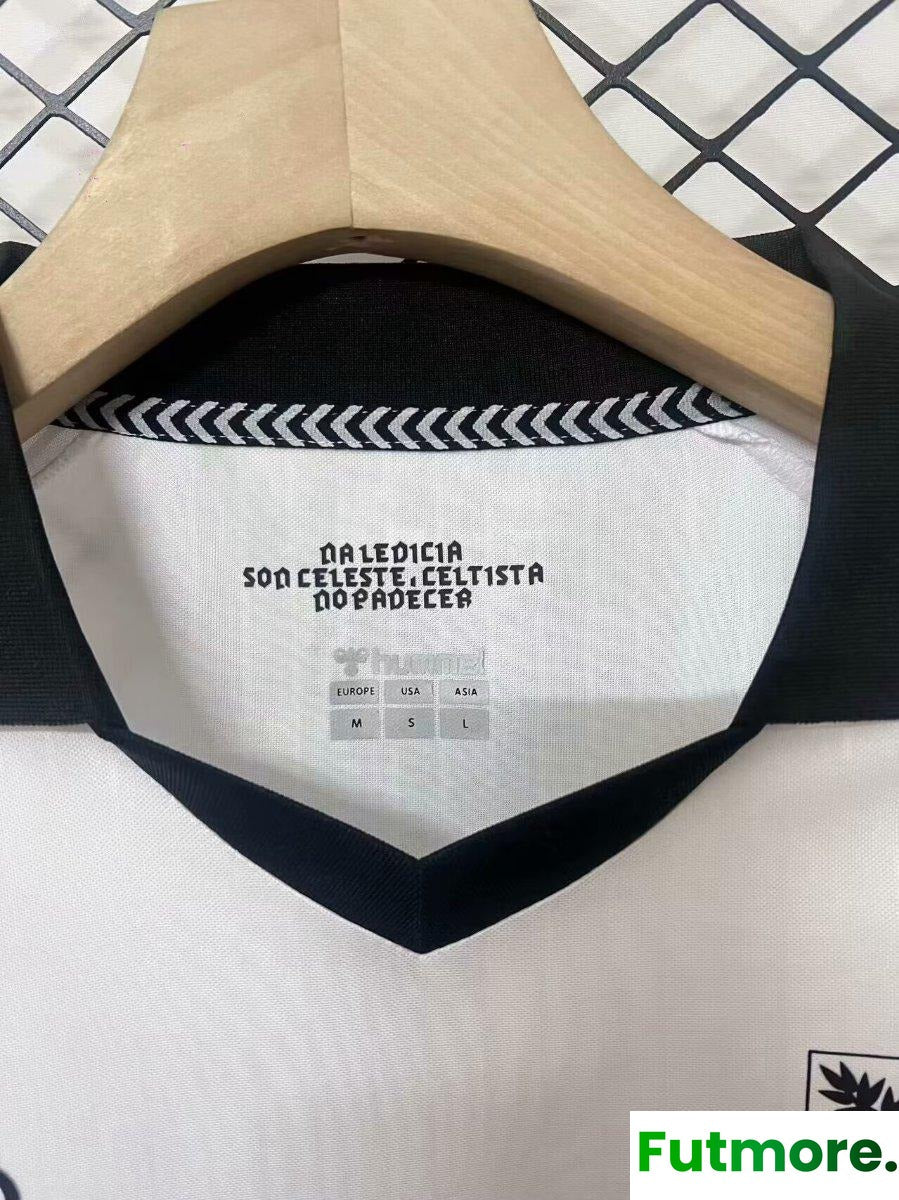 NA LEDICIA
SON CELESTE, CELTISTA
NO PADECER
hummel
EUROPE USA ASIA
M S L
Futmore.